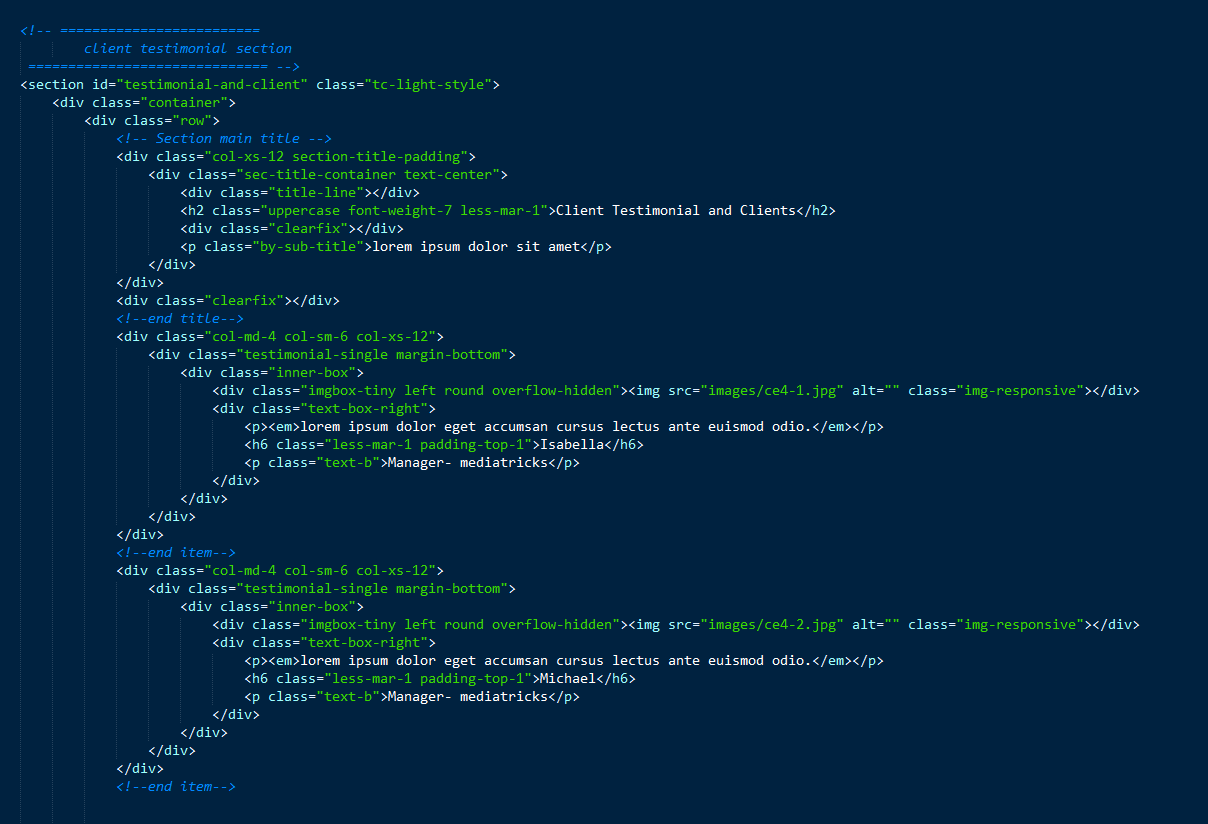 <!-- =========================
client testimonial section
============================== -->
<section id="testimonial-and-client" class="tc-light-style">
<div class="container">
<div class="row">
<!-- Section main title -->
<div class="col-xs-12 section-title-padding">
<div class="sec-title-container text-center">
<div class="title-line"></div>
<h2 class="uppercase font-weight-7 less-mar-1">Client Testimonial and Clients</h2>
<div class="clearfix"></div>
<p class="by-sub-title">lorem ipsum dolor sit amet</p>
</div>
</div>
<div class="clearfix"></div>
<!--end title-->
<div class="col-md-4 col-sm-6 col-xs-12">
<div class="testimonial-single margin-bottom">
<div class="inner-box">
<div class="imgbox-tiny left round overflow-hidden"><img src="images/ce4-1.jpg" alt="" class="img-responsive"></div>
<div class="text-box-right">
<p><em>lorem ipsum dolor eget accumsan cursus lectus ante euismod odio.</em></p>
<h6 class="less-mar-1 padding-top-1">Isabella</h6>
<p class="text-b">Manager- mediatricks</p>
</div>
</div>
</div>
</div>
<!--end item-->
<div class="col-md-4 col-sm-6 col-xs-12">
<div class="testimonial-single margin-bottom">
<div class="inner-box">
<div class="imgbox-tiny left round overflow-hidden"><img src="images/ce4-2.jpg" alt="" class="img-responsive"></div>
<div class="text-box-right">
<p><em>lorem ipsum dolor eget accumsan cursus lectus ante euismod odio.</em></p>
<h6 class="less-mar-1 padding-top-1">Michael</h6>
<p class="text-b">Manager- mediatricks</p>
</div>
</div>
</div>
</div>
<!--end item-->